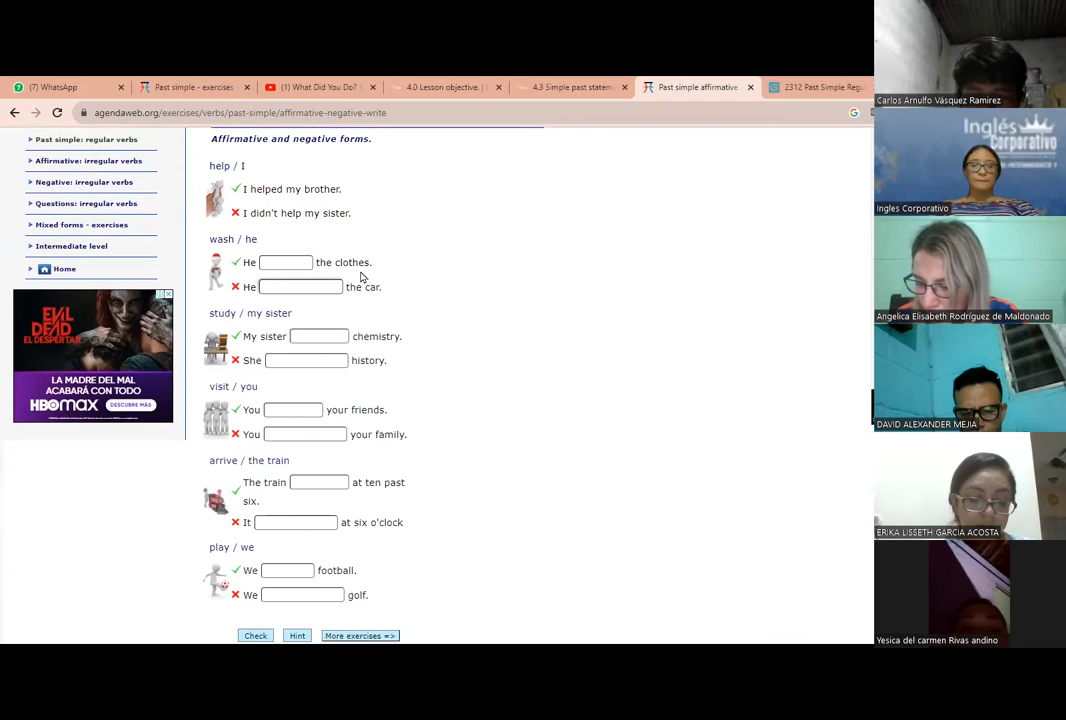 (7) WhatsApp
Past simple - exercises
(1) What Did You Do?
4.0 Lesson objective.
4.3 Simple past statem
Past simple affirmative
2312 Past Simple Regu
agendaweb.org/exercises/verbs/past-simple/affirmative-negative-write
Past simple: regular verbs
Affirmative: irregular verbs
Negative: irregular verbs
Questions: irregular verbs
Mixed forms - exercises
Intermediate level
Home
EVIL
DEAD
EL DESPERTAR
LA MADRE DEL MAL
ACABARÁ CON TODO
HBOMAX
DESCUBRE MÁS
Affirmative and negative forms.
help / I
I helped my brother.
I didn't help my sister.
wash / he
He the clothes.
He the car.
study / my sister
My sister chemistry.
She history.
visit / you
You your friends.
You your family.
arrive / the train
The train at ten past
six.
It at six o'clock
play / we
We football.
We golf.
Check
Hint
More exercises =>
Carlos Arnulfo Vásquez Ramirez
Inglés
Corporativo
Ingles Corporativo
Angelica Elisabeth Rodríguez de Maldonado
DAVID ALEXANDER MEJIA
ERIKA LISSETH GARCIA ACOSTA
Yesica del carmen Rivas andino